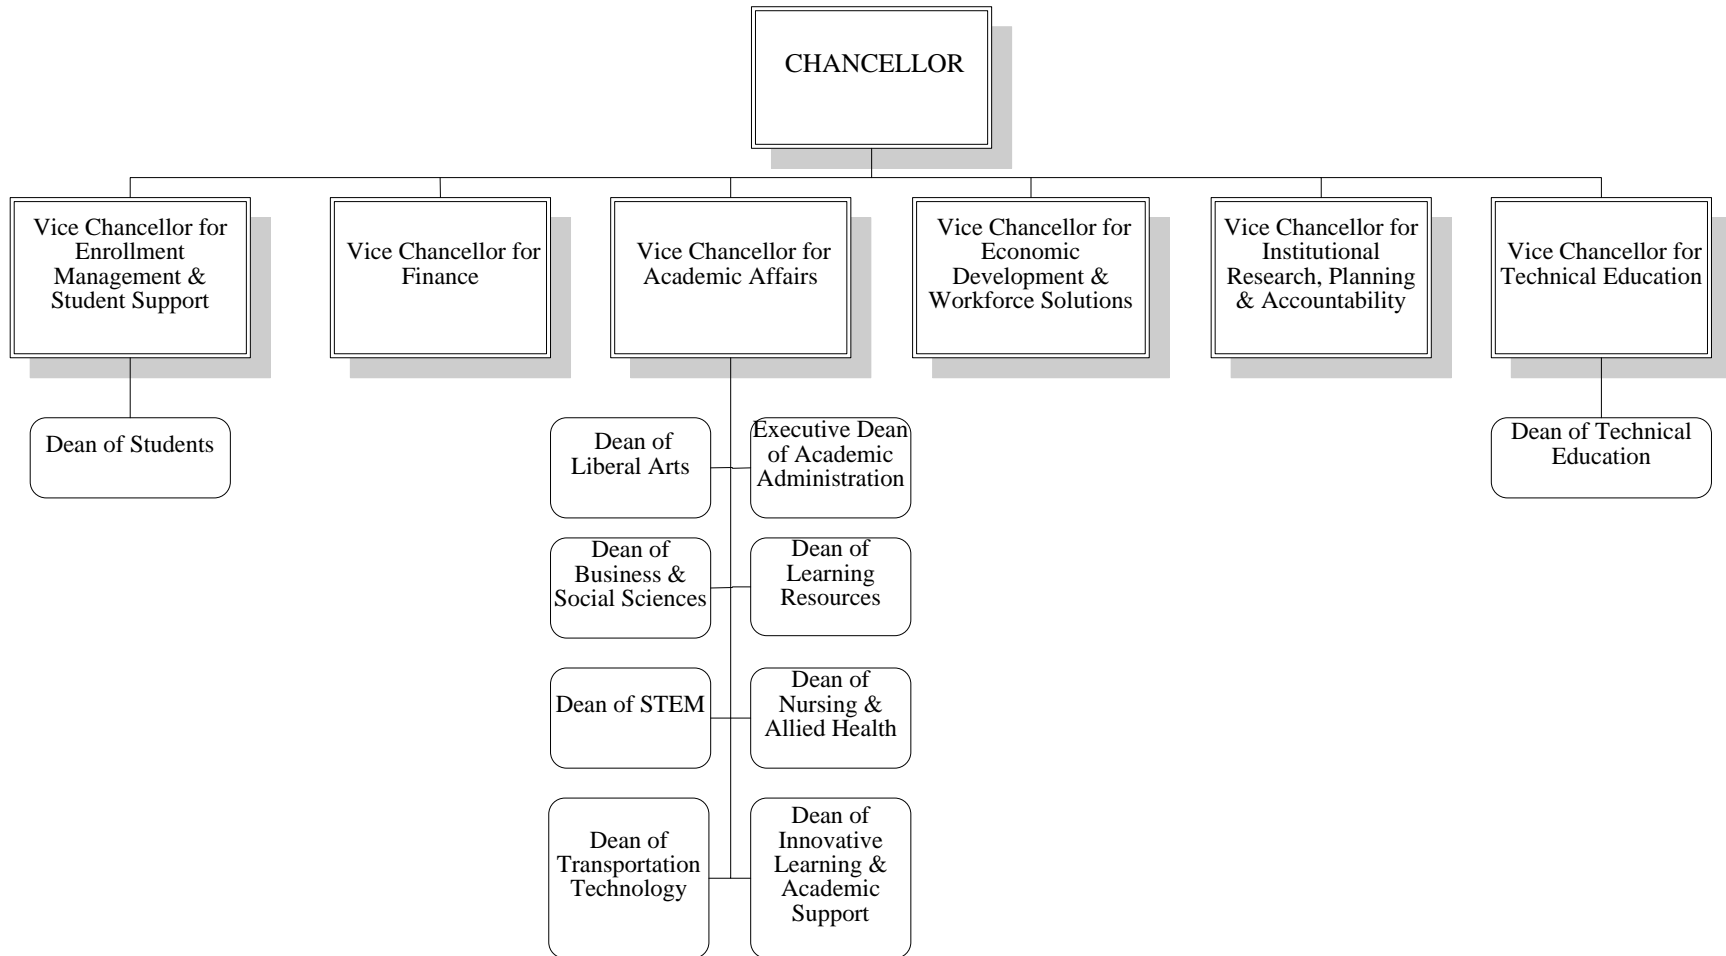 CHANCELLOR
Vice Chancellor for
Enrollment
Management &
Student Support
Vice Chancellor for
Finance
Vice Chancellor for
Academic Affairs
Vice Chancellor for
Economic
Development &
Workforce Solutions
Vice Chancellor for
Institutional
Research, Planning
& Accountability
Vice Chancellor for
Technical Education
Dean of Students
Dean of
Liberal Arts
Executive Dean
of Academic
Administration
Dean of Technical
Education
Dean of
Business &
Social Sciences
Dean of
Learning
Resources
Dean of STEM
Dean of
Nursing &
Allied Health
Dean of
Transportation
Technology
Dean of
Innovative
Learning &
Academic
Support